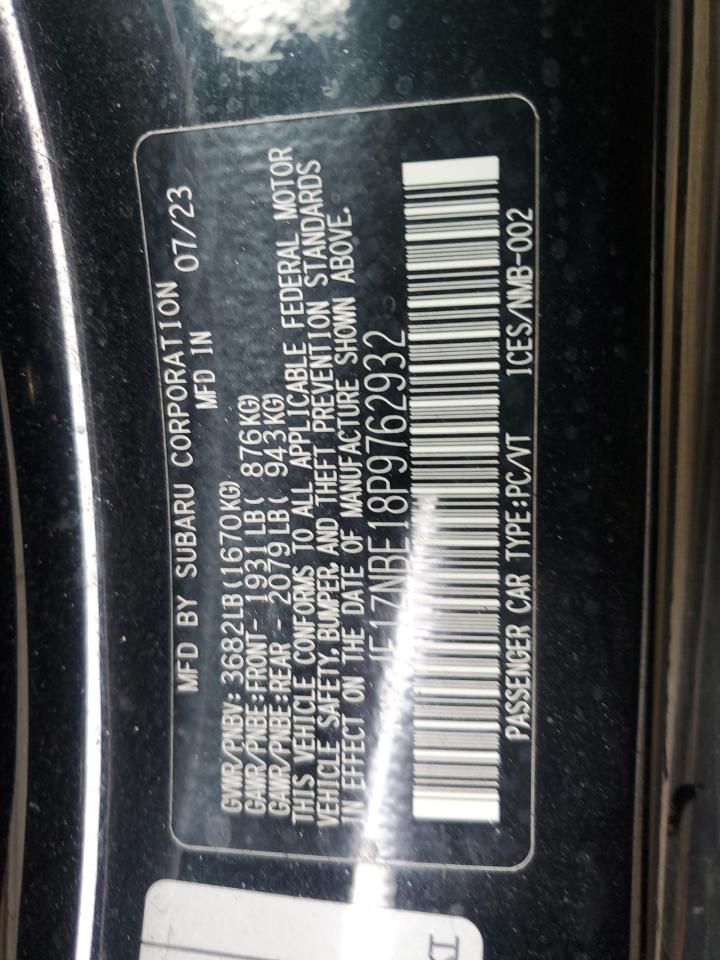 MFD BY SUBARU CORPORATION
MFD IN 07/23
GVWR/PNBV: 3682LB(1670KG)
GAWR/PNBE:FRONT- 1931LB( 876KG)
GAWR/PNBE:REAR - 2079LB( 943KG)
THIS VEHICLE CONFORMS TO ALL APPLICABLE FEDERAL MOTOR
VEHICLE SAFETY, BUMPER, AND THEFT PREVENTION STANDARDS
IN EFFECT ON THE DATE OF MANUFACTURE SHOWN ABOVE.
JF1ZNBE18P9762932
PASSENGER CAR TYPE:PC/VT ICES/NMB-002